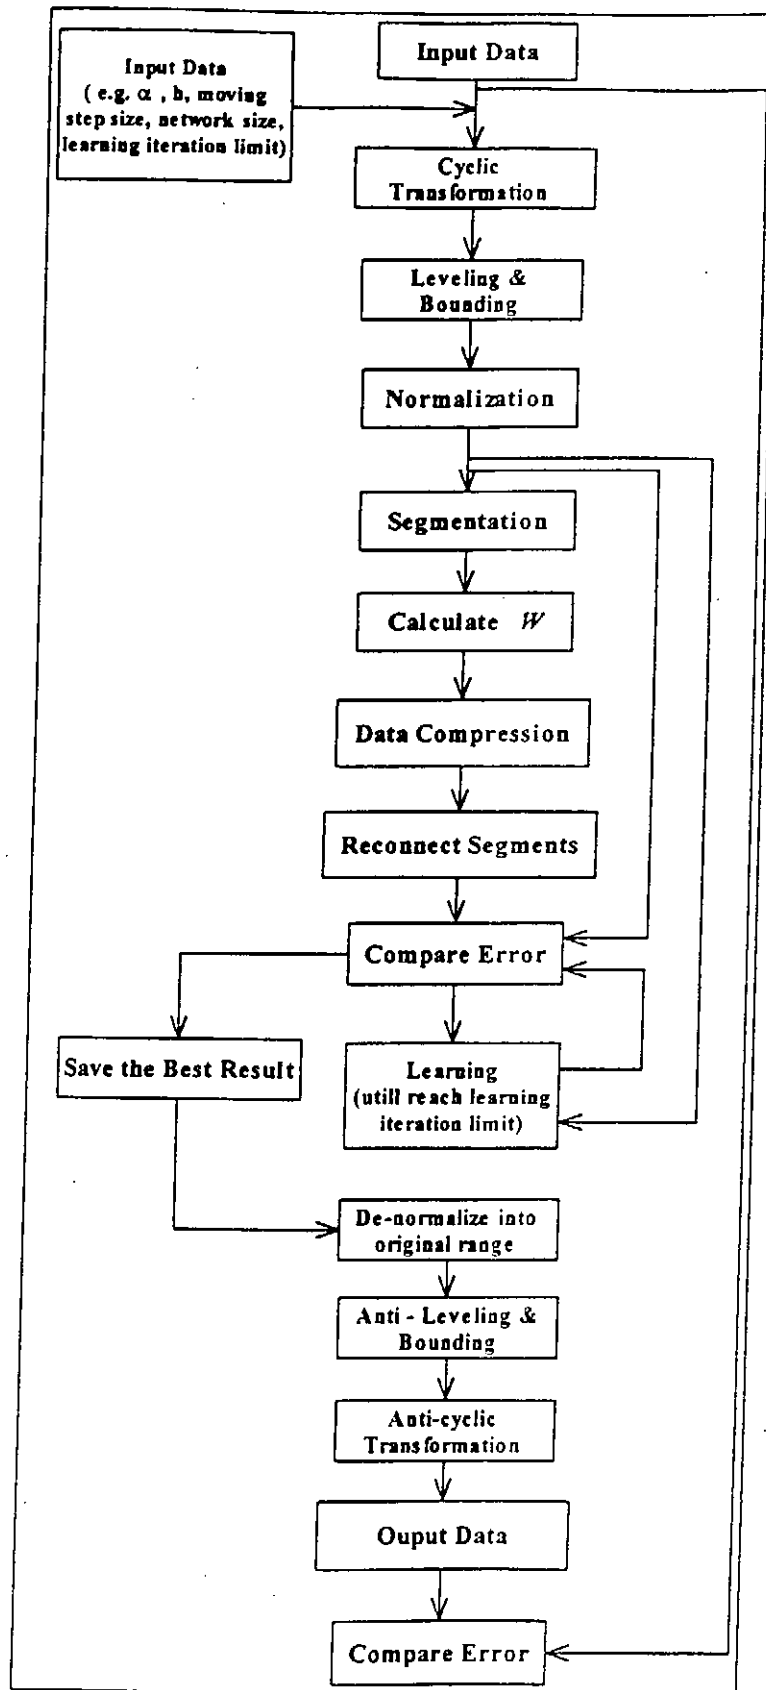 Input Data
Input Data
( e.g. α , h, moving
step size, network size,
learning iteration limit)
Cyclic
Transformation
Leveling &
Bounding
Normalization
Segmentation
Calculate W
Data Compression
Reconnect Segments
Compare Error
Save the Best Result
Learning
(utill reach learning
iteration limit)
De-normalize into
original range
Anti - Leveling &
Bounding
Anti-cyclic
Transformation
Ouput Data
Compare Error